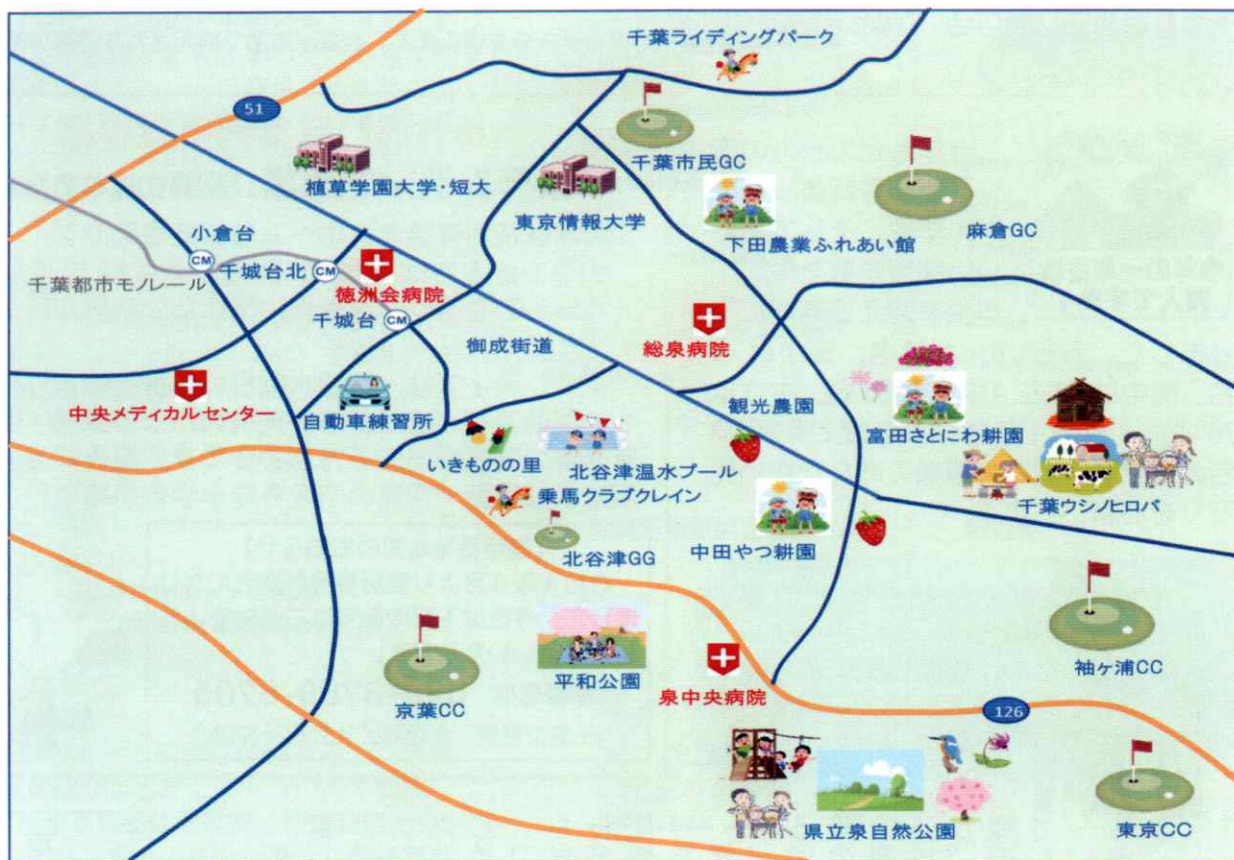 千葉ライディングパーク
51
千葉市民GC
植草学園大学・短大
東京情報大学
下田農業ふれあい館
麻倉GC
小倉台
CM
千葉都市モノレール
千城台北
CM
徳洲会病院
千城台
CM
御成街道
総泉病院
中央メディカルセンター
自動車練習所
観光農園
富田さとにわ耕園
いきものの里
北谷津温水プール
乗馬クラブクレイン
千葉ウシノヒロバ
北谷津GG
中田やつ耕園
平和公園
京葉CC
泉中央病院
袖ヶ浦CC
126
県立泉自然公園
東京CC